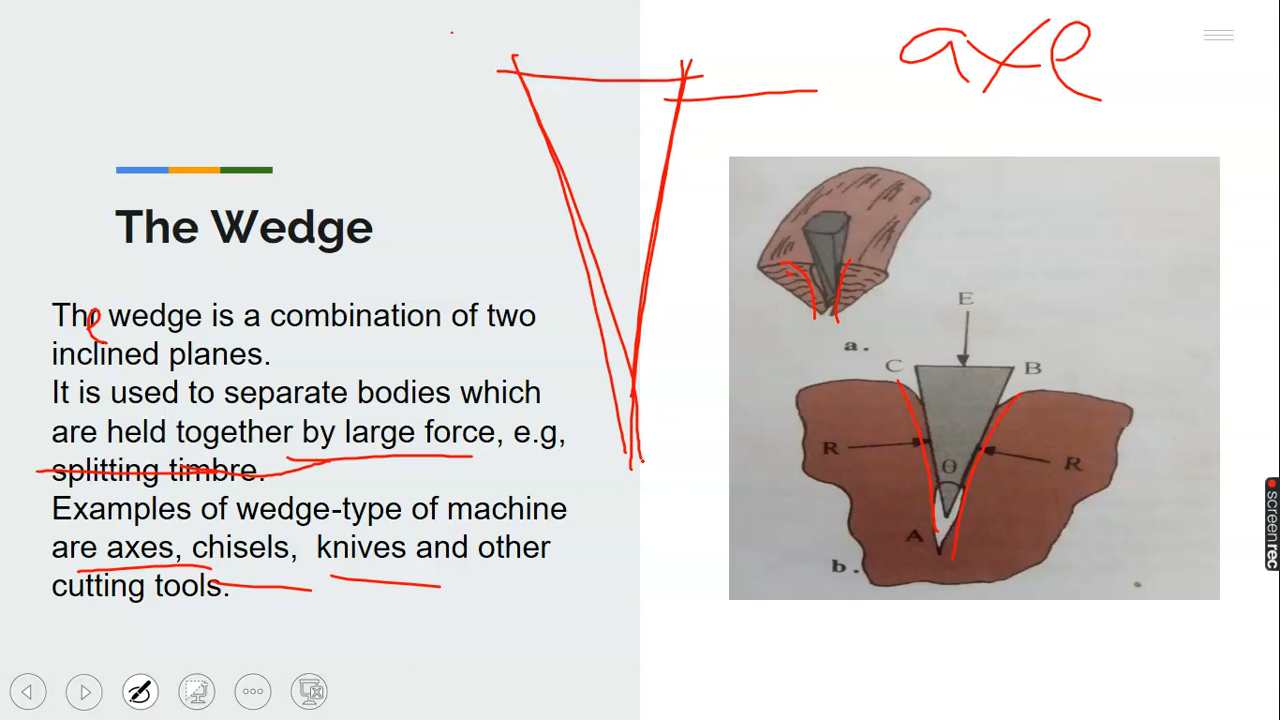 axe
The Wedge
The wedge is a combination of two
inclined planes.
It is used to separate bodies which
are held together by large force, e.g,
splitting timbre.
Examples of wedge-type of machine
are axes, chisels, knives and other
cutting tools.
a.
E
C
B
R
θ
R
A
b.
screenrec